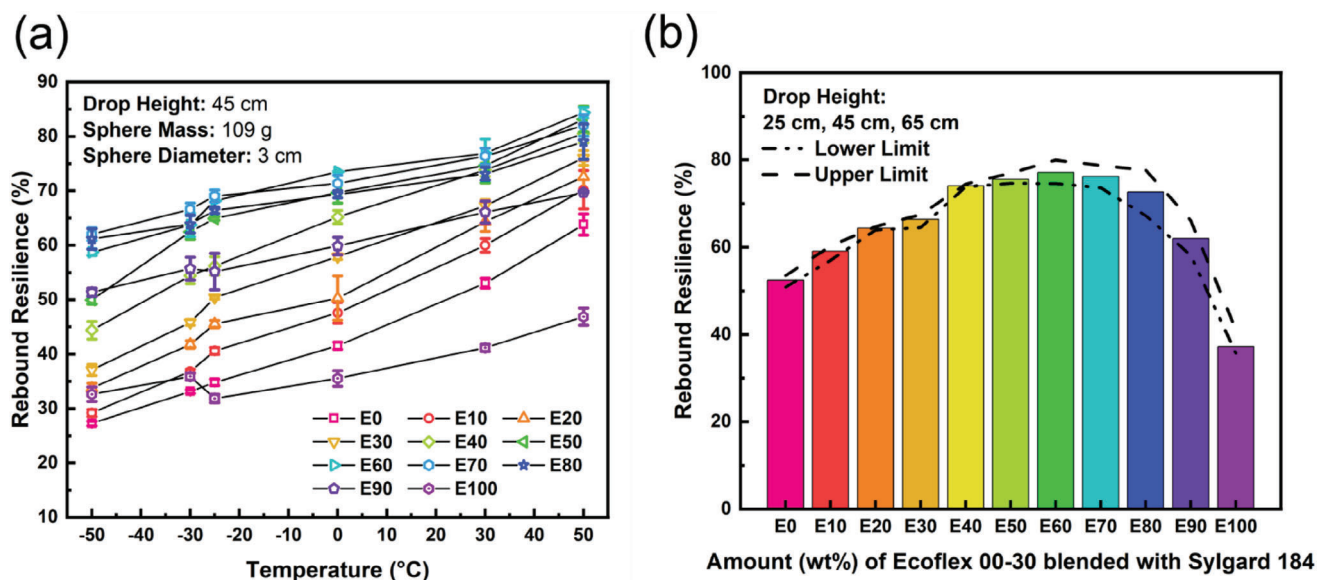 (a)
Rebound Resilience (%)
90
80
70
60
50
40
30
20
10
Drop Height: 45 cm
Sphere Mass: 109 g
Sphere Diameter: 3 cm
E0 E10 E20
E30 E40 E50
E60 E70 E80
E90 E100
-50 -40 -30 -20 -10 0 10 20 30 40 50
Temperature (°C)
(b)
Rebound Resilience (%)
100
80
60
40
20
0
Drop Height:
25 cm, 45 cm, 65 cm
Lower Limit
Upper Limit
E0 E10 E20 E30 E40 E50 E60 E70 E80 E90 E100
Amount (wt%) of Ecoflex 00-30 blended with Sylgard 184